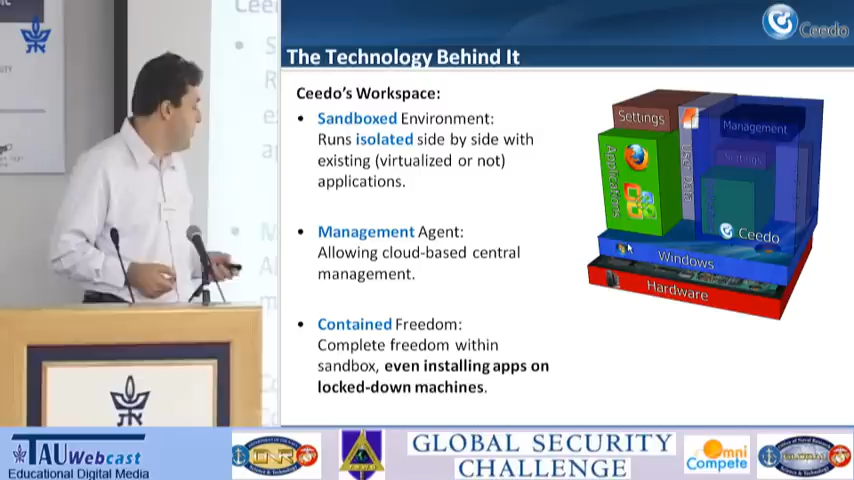 Ceedo
The Technology Behind It
Ceedo's Workspace:
• Sandboxed Environment:
Runs isolated side by side with
existing (virtualized or not)
applications.
• Management Agent:
Allowing cloud-based central
management.
• Contained Freedom:
Complete freedom within
sandbox, even installing apps on
locked-down machines.
Settings
Applications
User Data
Management
Settings
Ceedo
Windows
Hardware
TAU Webcast
Educational Digital Media
ONR
GLOBAL SECURITY
CHALLENGE
Omni
Compete
GLOBAL